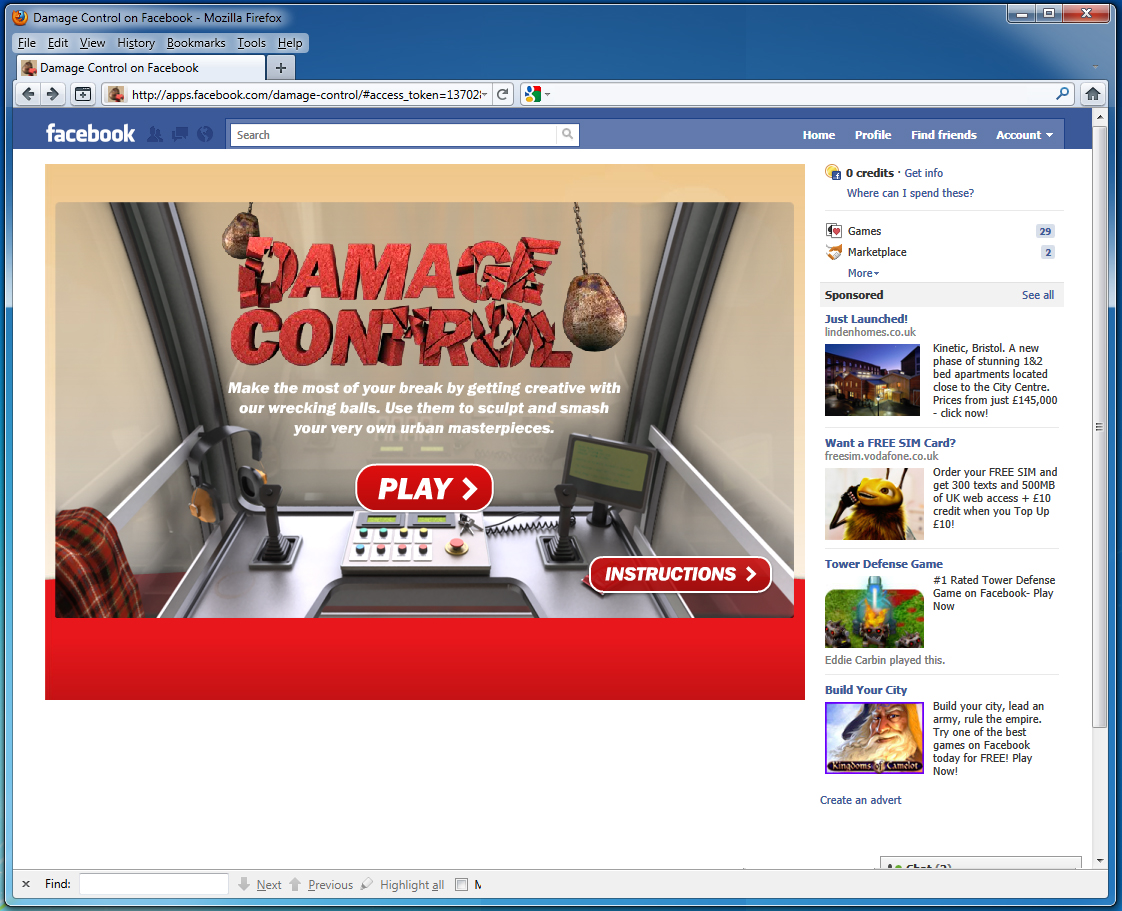 Damage Control on Facebook - Mozilla Firefox
File Edit View History Bookmarks Tools Help
Damage Control on Facebook
http://apps.facebook.com/damage-control/#access_token=13702
facebook
Search
Home Profile Find friends Account
DAMAGE
CONTROL
Make the most of your break by getting creative with
our wrecking balls. Use them to sculpt and smash
your very own urban masterpieces.
PLAY
INSTRUCTIONS
0 credits · Get info
Where can I spend these?
Games 29
Marketplace 2
More
Sponsored See all
Just Launched!
lindenhomes.co.uk
Kinetic, Bristol. A new
phase of stunning 1&2
bed apartments located
close to the City Centre.
Prices from just £145,000
- click now!
Want a FREE SIM Card?
freesim.vodafone.co.uk
Order your FREE SIM and
get 300 texts and 500MB
of UK web access + £10
credit when you Top Up
£10!
Tower Defense Game
#1 Rated Tower Defense
Game on Facebook- Play
Now
Eddie Carbin played this.
Build Your City
Kingdoms of Camelot
Build your city, lead an
army, rule the empire.
Try one of the best
games on Facebook
today for FREE! Play
Now!
Create an advert
Chat
Find: Next Previous Highlight all M